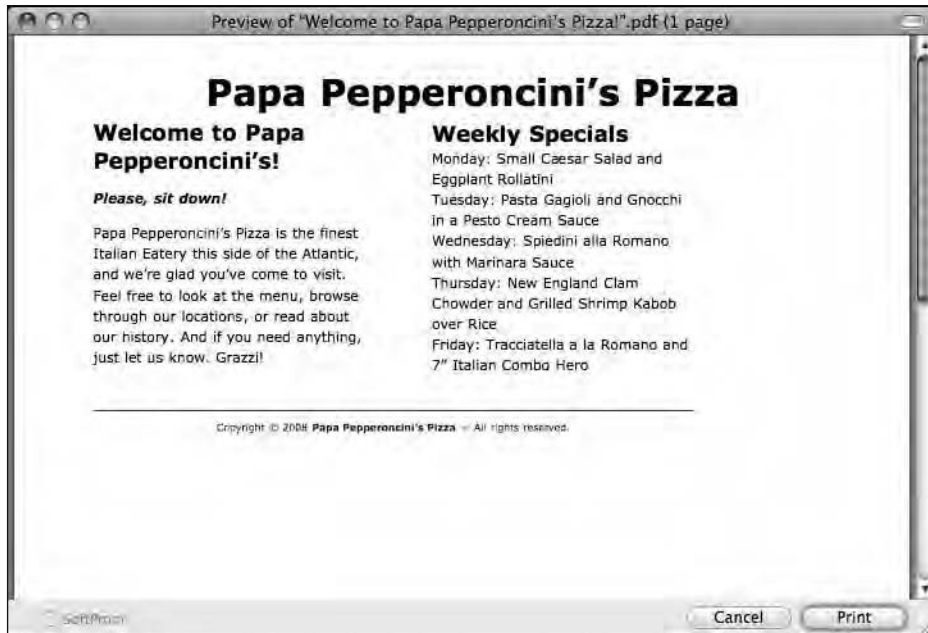 Preview of "Welcome to Papa Pepperoncini's Pizza!".pdf (1 page)
Papa Pepperoncini's Pizza
Welcome to Papa
Pepperoncini's!
Please, sit down!
Papa Pepperoncini's Pizza is the finest
Italian Eatery this side of the Atlantic,
and we're glad you've come to visit.
Feel free to look at the menu, browse
through our locations, or read about
our history. And if you need anything,
just let us know. Grazzi!
Weekly Specials
Monday: Small Caesar Salad and
Eggplant Rollatini
Tuesday: Pasta Gagioli and Gnocchi
in a Pesto Cream Sauce
Wednesday: Spiedini alla Romano
with Marinara Sauce
Thursday: New England Clam
Chowder and Grilled Shrimp Kabob
over Rice
Friday: Tracciatella a la Romano and
7" Italian Combo Hero
Copyright © 2008 Papa Pepperoncini's Pizza — All rights reserved.
SoftProof
Cancel
Print